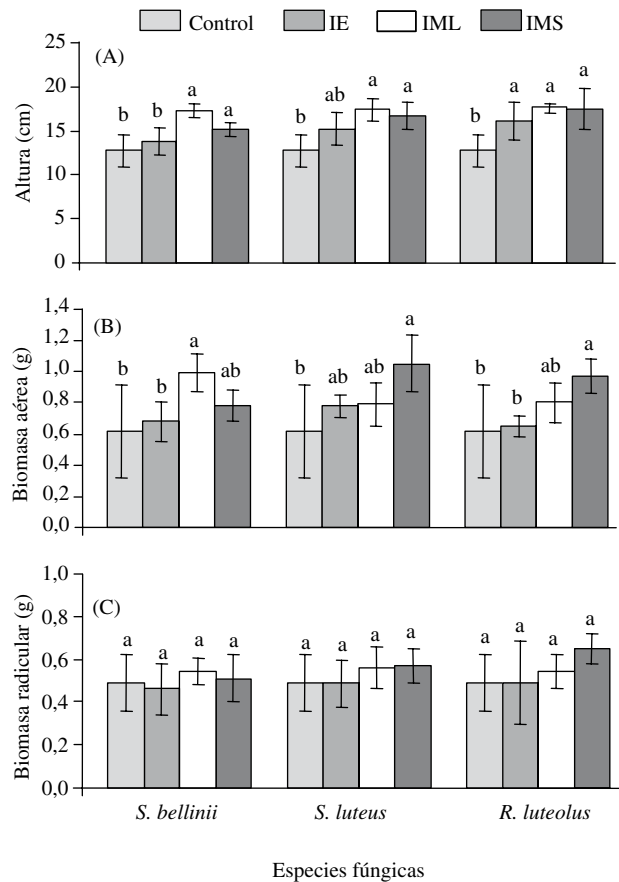 Control IE IML IMS
(A)
Altura (cm)
25
20
15
10
5
0
b b a a
b ab a a
b a a a
(B)
Biomasa aérea (g)
1,4
1,2
1,0
0,8
0,6
0,4
0,2
0,0
b b a ab
b ab ab a
b b ab a
(C)
Biomasa radicular (g)
1,0
0,8
0,6
0,4
0,2
0,0
a a a a
a a a a
a a a a
S. bellinii S. luteus R. luteolus
Especies fúngicas